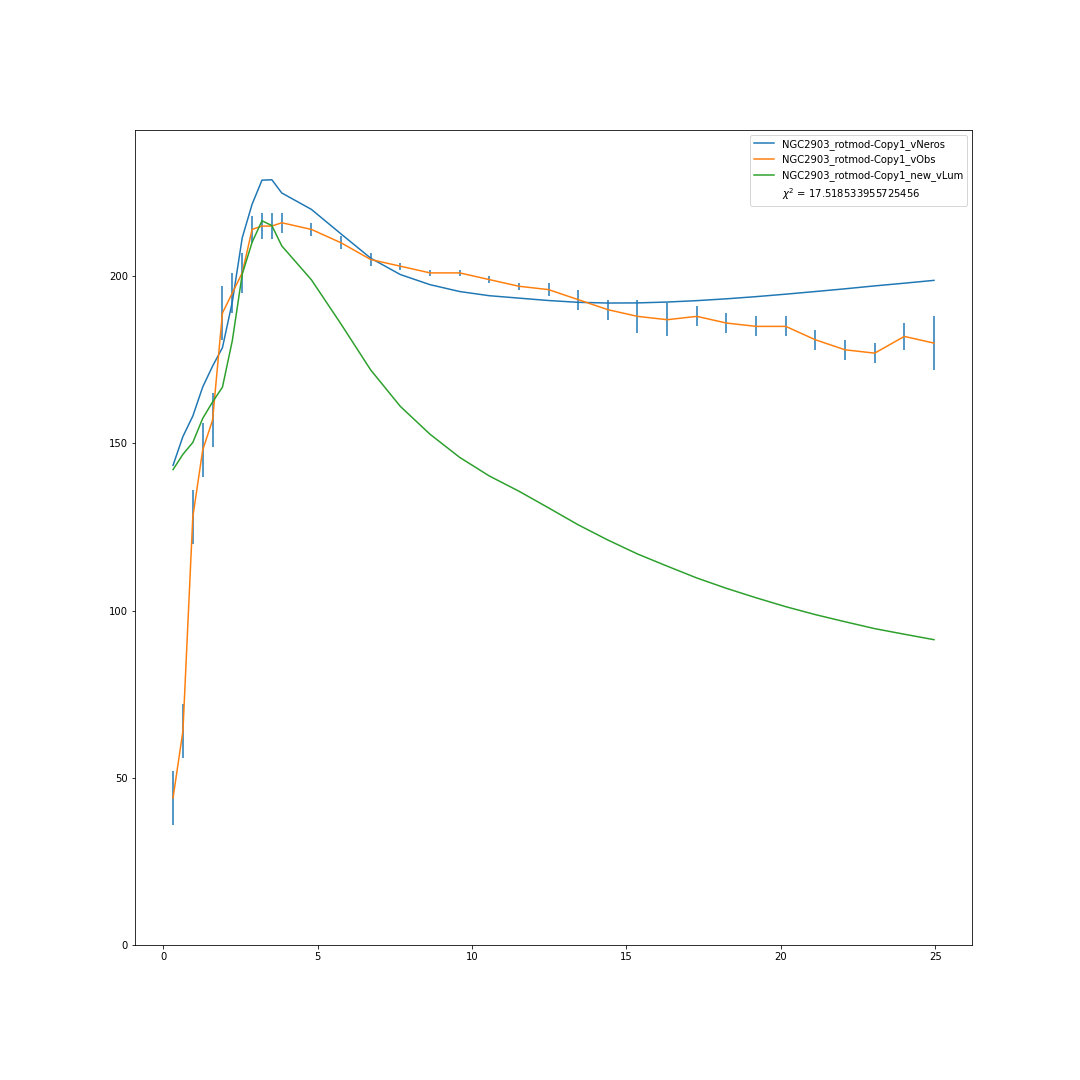 NGC2903_rotmod-Copy1_vNeros
NGC2903_rotmod-Copy1_vObs
NGC2903_rotmod-Copy1_new_vLum
χ² = 17.518533955725456
200
150
100
50
0
0 5 10 15 20 25